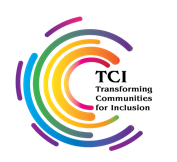 TCI
Transforming
Communities
for Inclusion